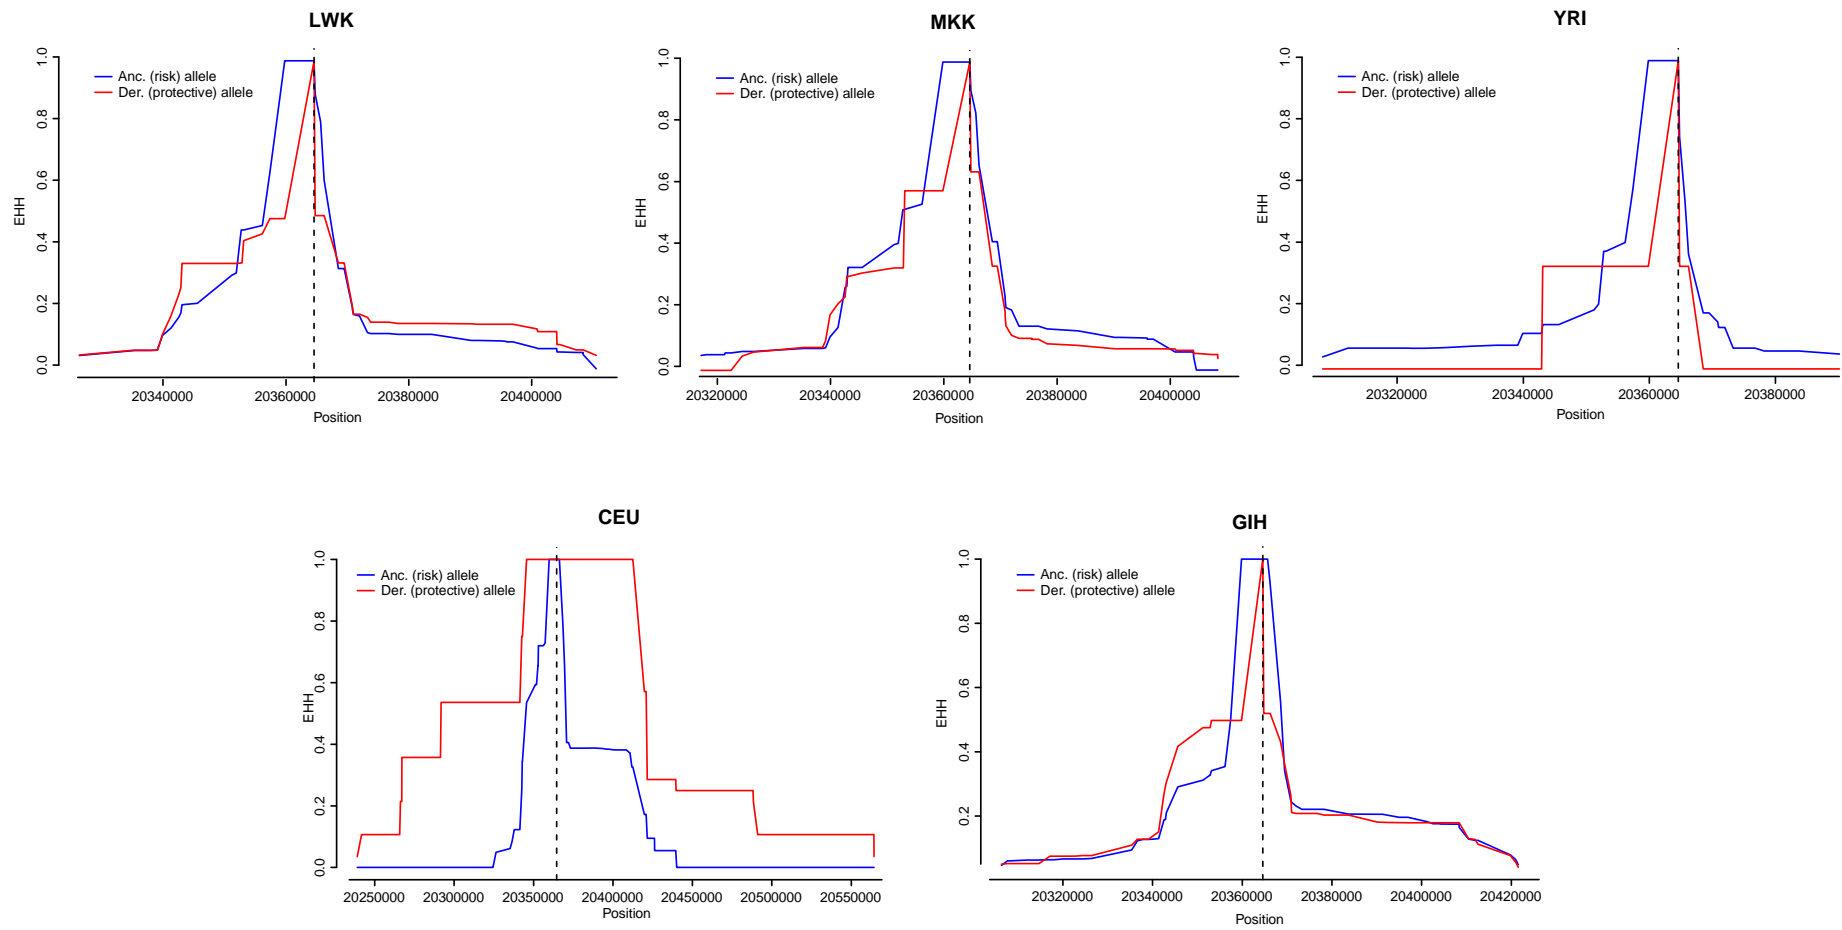 LWK
Anc. (risk) allele
Der. (protective) allele
EHH
0.0 0.2 0.4 0.6 0.8 1.0
20340000 20360000 20380000 20400000
Position
MKK
Anc. (risk) allele
Der. (protective) allele
EHH
0.0 0.2 0.4 0.6 0.8 1.0
20320000 20340000 20360000 20380000 20400000
Position
YRI
Anc. (risk) allele
Der. (protective) allele
EHH
0.0 0.2 0.4 0.6 0.8 1.0
20320000 20340000 20360000 20380000
Position
CEU
Anc. (risk) allele
Der. (protective) allele
EHH
0.0 0.2 0.4 0.6 0.8 1.0
20250000 20300000 20350000 20400000 20450000 20500000 20550000
Position
GIH
Anc. (risk) allele
Der. (protective) allele
EHH
0.2 0.4 0.6 0.8 1.0
20320000 20340000 20360000 20380000 20400000 20420000
Position